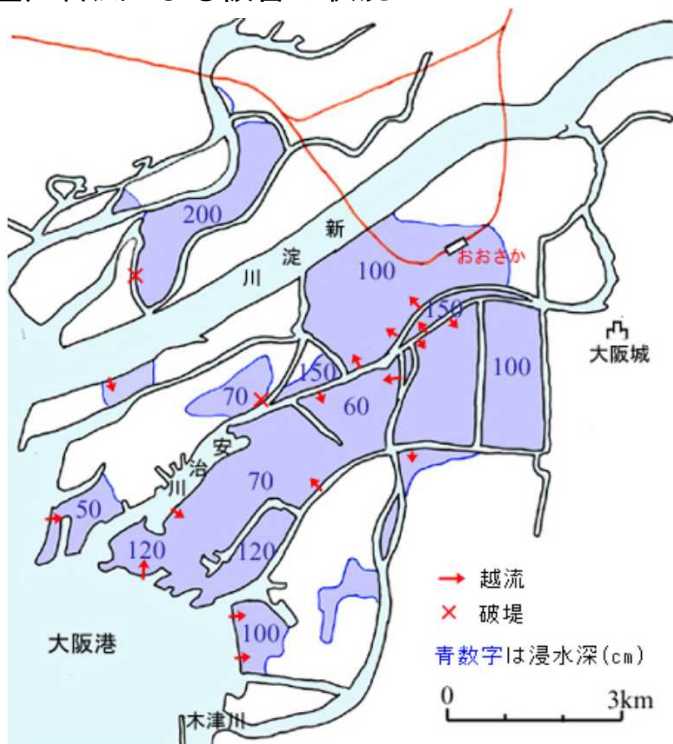 200
新
淀
川
100
おおさか
150
大阪城
100
150
70
60
安
治
川
70
50
120
120
100
大阪港
木津川
→ 越流
× 破堤
青数字は浸水深(cm)
0 3km